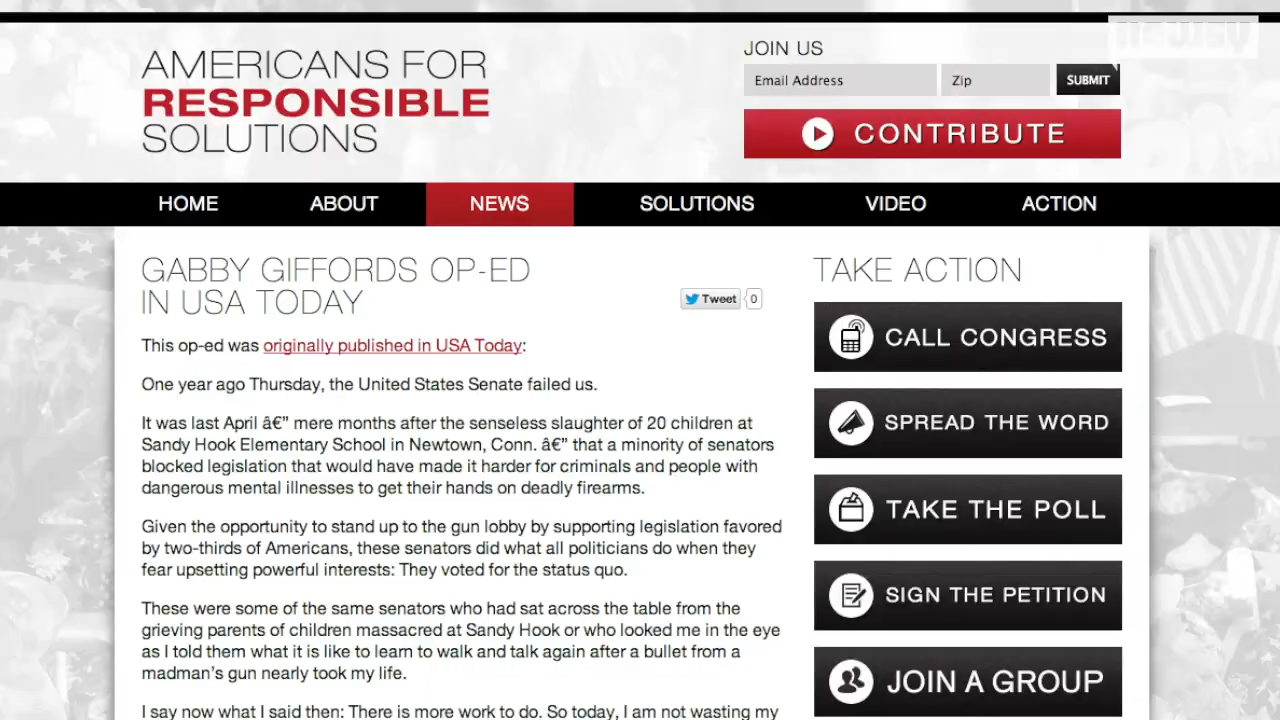 newsy
AMERICANS FOR
RESPONSIBLE
SOLUTIONS
JOIN US
Email Address
Zip
SUBMIT
CONTRIBUTE
HOME
ABOUT
NEWS
SOLUTIONS
VIDEO
ACTION
GABBY GIFFORDS OP-ED
IN USA TODAY
Tweet
0
This op-ed was originally published in USA Today:
One year ago Thursday, the United States Senate failed us.
It was last April â€” mere months after the senseless slaughter of 20 children at
Sandy Hook Elementary School in Newtown, Conn. â€” that a minority of senators
blocked legislation that would have made it harder for criminals and people with
dangerous mental illnesses to get their hands on deadly firearms.
Given the opportunity to stand up to the gun lobby by supporting legislation favored
by two-thirds of Americans, these senators did what all politicians do when they
fear upsetting powerful interests: They voted for the status quo.
These were some of the same senators who had sat across the table from the
grieving parents of children massacred at Sandy Hook or who looked me in the eye
as I told them what it is like to learn to walk and talk again after a bullet from a
madman’s gun nearly took my life.
I say now what I said then: There is more work to do. So today, I am not wasting my
TAKE ACTION
CALL CONGRESS
SPREAD THE WORD
TAKE THE POLL
SIGN THE PETITION
JOIN A GROUP